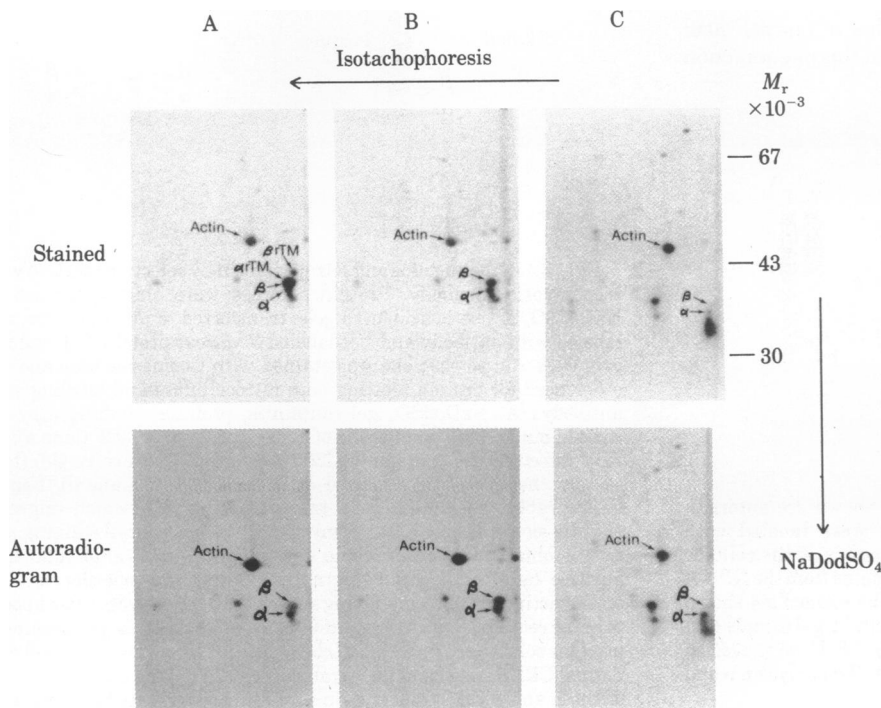 A B C
Isotachophoresis
Mr
×10−3
67
Actin
Actin
Actin
43
Stained
βrTM
αrTM
β
α
β
α
β
α
30
Autoradio-
gram
Actin
Actin
Actin
NaDodSO4
β
α
β
α
β
α